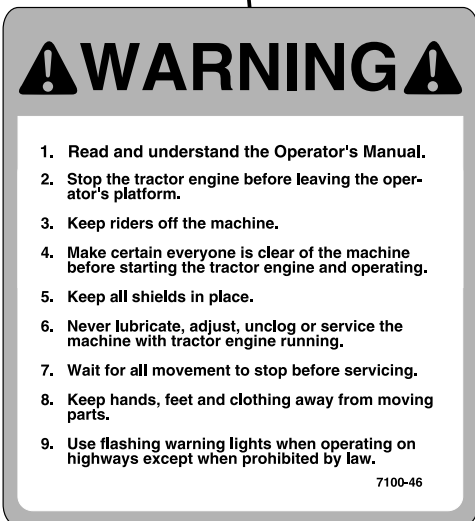 WARNING
1. Read and understand the Operator's Manual.
2. Stop the tractor engine before leaving the oper-
ator's platform.
3. Keep riders off the machine.
4. Make certain everyone is clear of the machine
before starting the tractor engine and operating.
5. Keep all shields in place.
6. Never lubricate, adjust, unclog or service the
machine with tractor engine running.
7. Wait for all movement to stop before servicing.
8. Keep hands, feet and clothing away from moving
parts.
9. Use flashing warning lights when operating on
highways except when prohibited by law.
7100-46